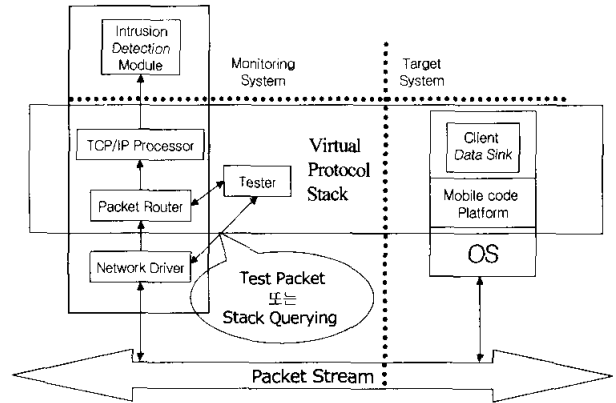 Intrusion
Detection
Module
Monitoring
System
Target
System
TCP/IP Processor
Tester
Packet Router
Network Driver
Virtual
Protocol
Stack
Client
Data Sink
Mobile code
Platform
OS
Test Packet
또는
Stack Querying
Packet Stream